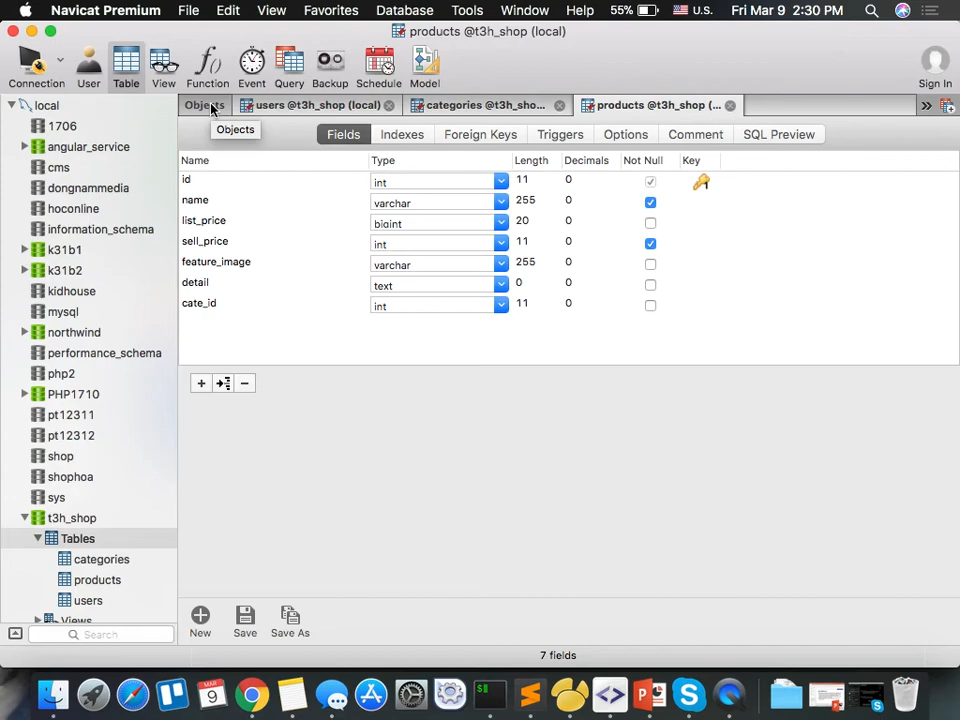 Navicat Premium File Edit View Favorites Database Tools Window Help 55% U.S. Fri Mar 9 2:30 PM
products @t3h_shop (local)
Connection User Table View Function Event Query Backup Schedule Model Sign In
Objects users @t3h_shop (local) categories @t3h_sho... products @t3h_shop (... »
Objects
Fields Indexes Foreign Keys Triggers Options Comment SQL Preview
Name Type Length Decimals Not Null Key
id int 11 0
name varchar 255 0
list_price bigint 20 0
sell_price int 11 0
feature_image varchar 255 0
detail text 0 0
cate_id int 11 0
local
1706
angular_service
cms
dongnammedia
hoconline
information_schema
k31b1
k31b2
kidhouse
mysql
northwind
performance_schema
php2
PHP1710
pt12311
pt12312
shop
shophoa
sys
t3h_shop
Tables
categories
products
users
Views
Search
New Save Save As
7 fields
9